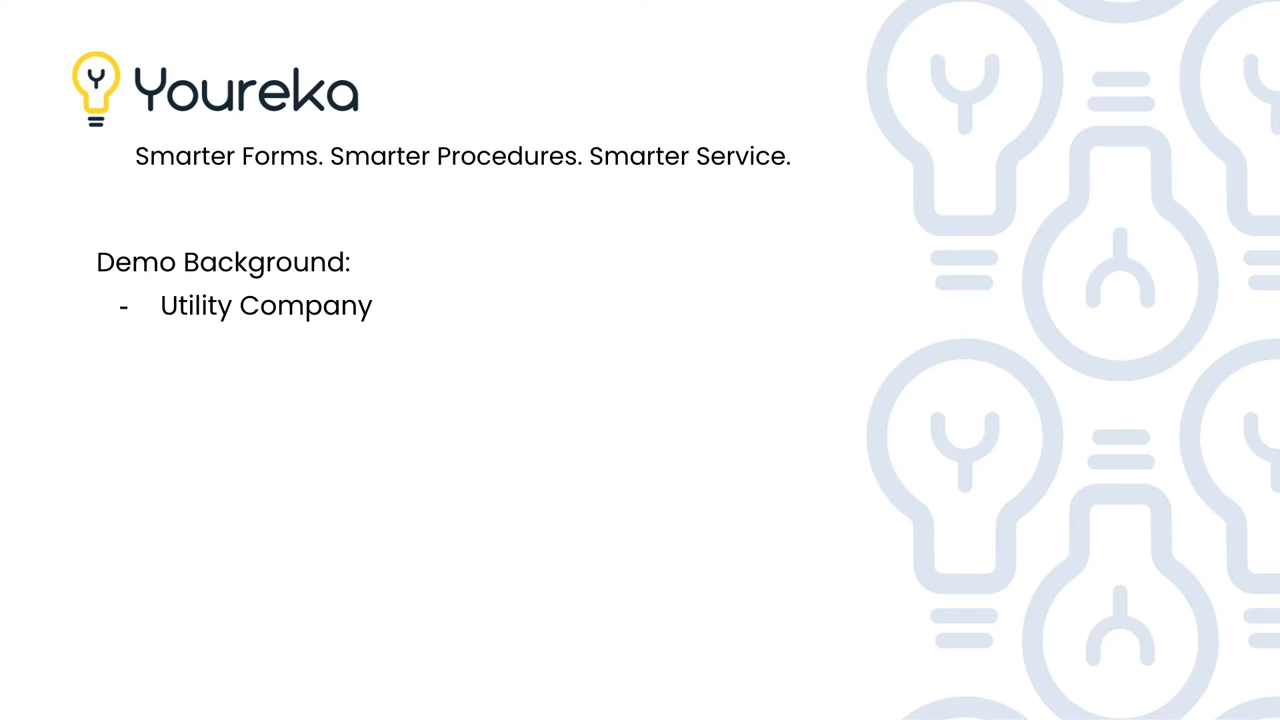 Youreka
Smarter Forms. Smarter Procedures. Smarter Service.
Demo Background:
- Utility Company